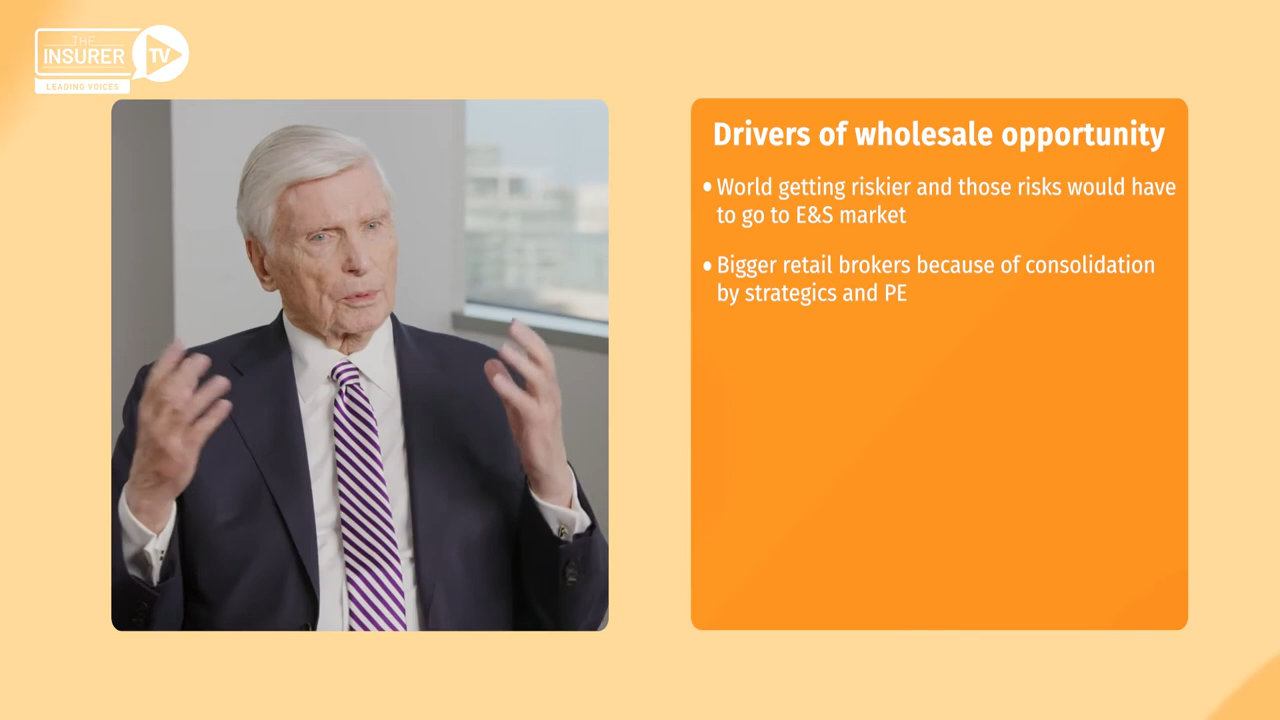 THE
INSURER
TV
LEADING VOICES
Drivers of wholesale opportunity
• World getting riskier and those risks would have
to go to E&S market
• Bigger retail brokers because of consolidation
by strategics and PE